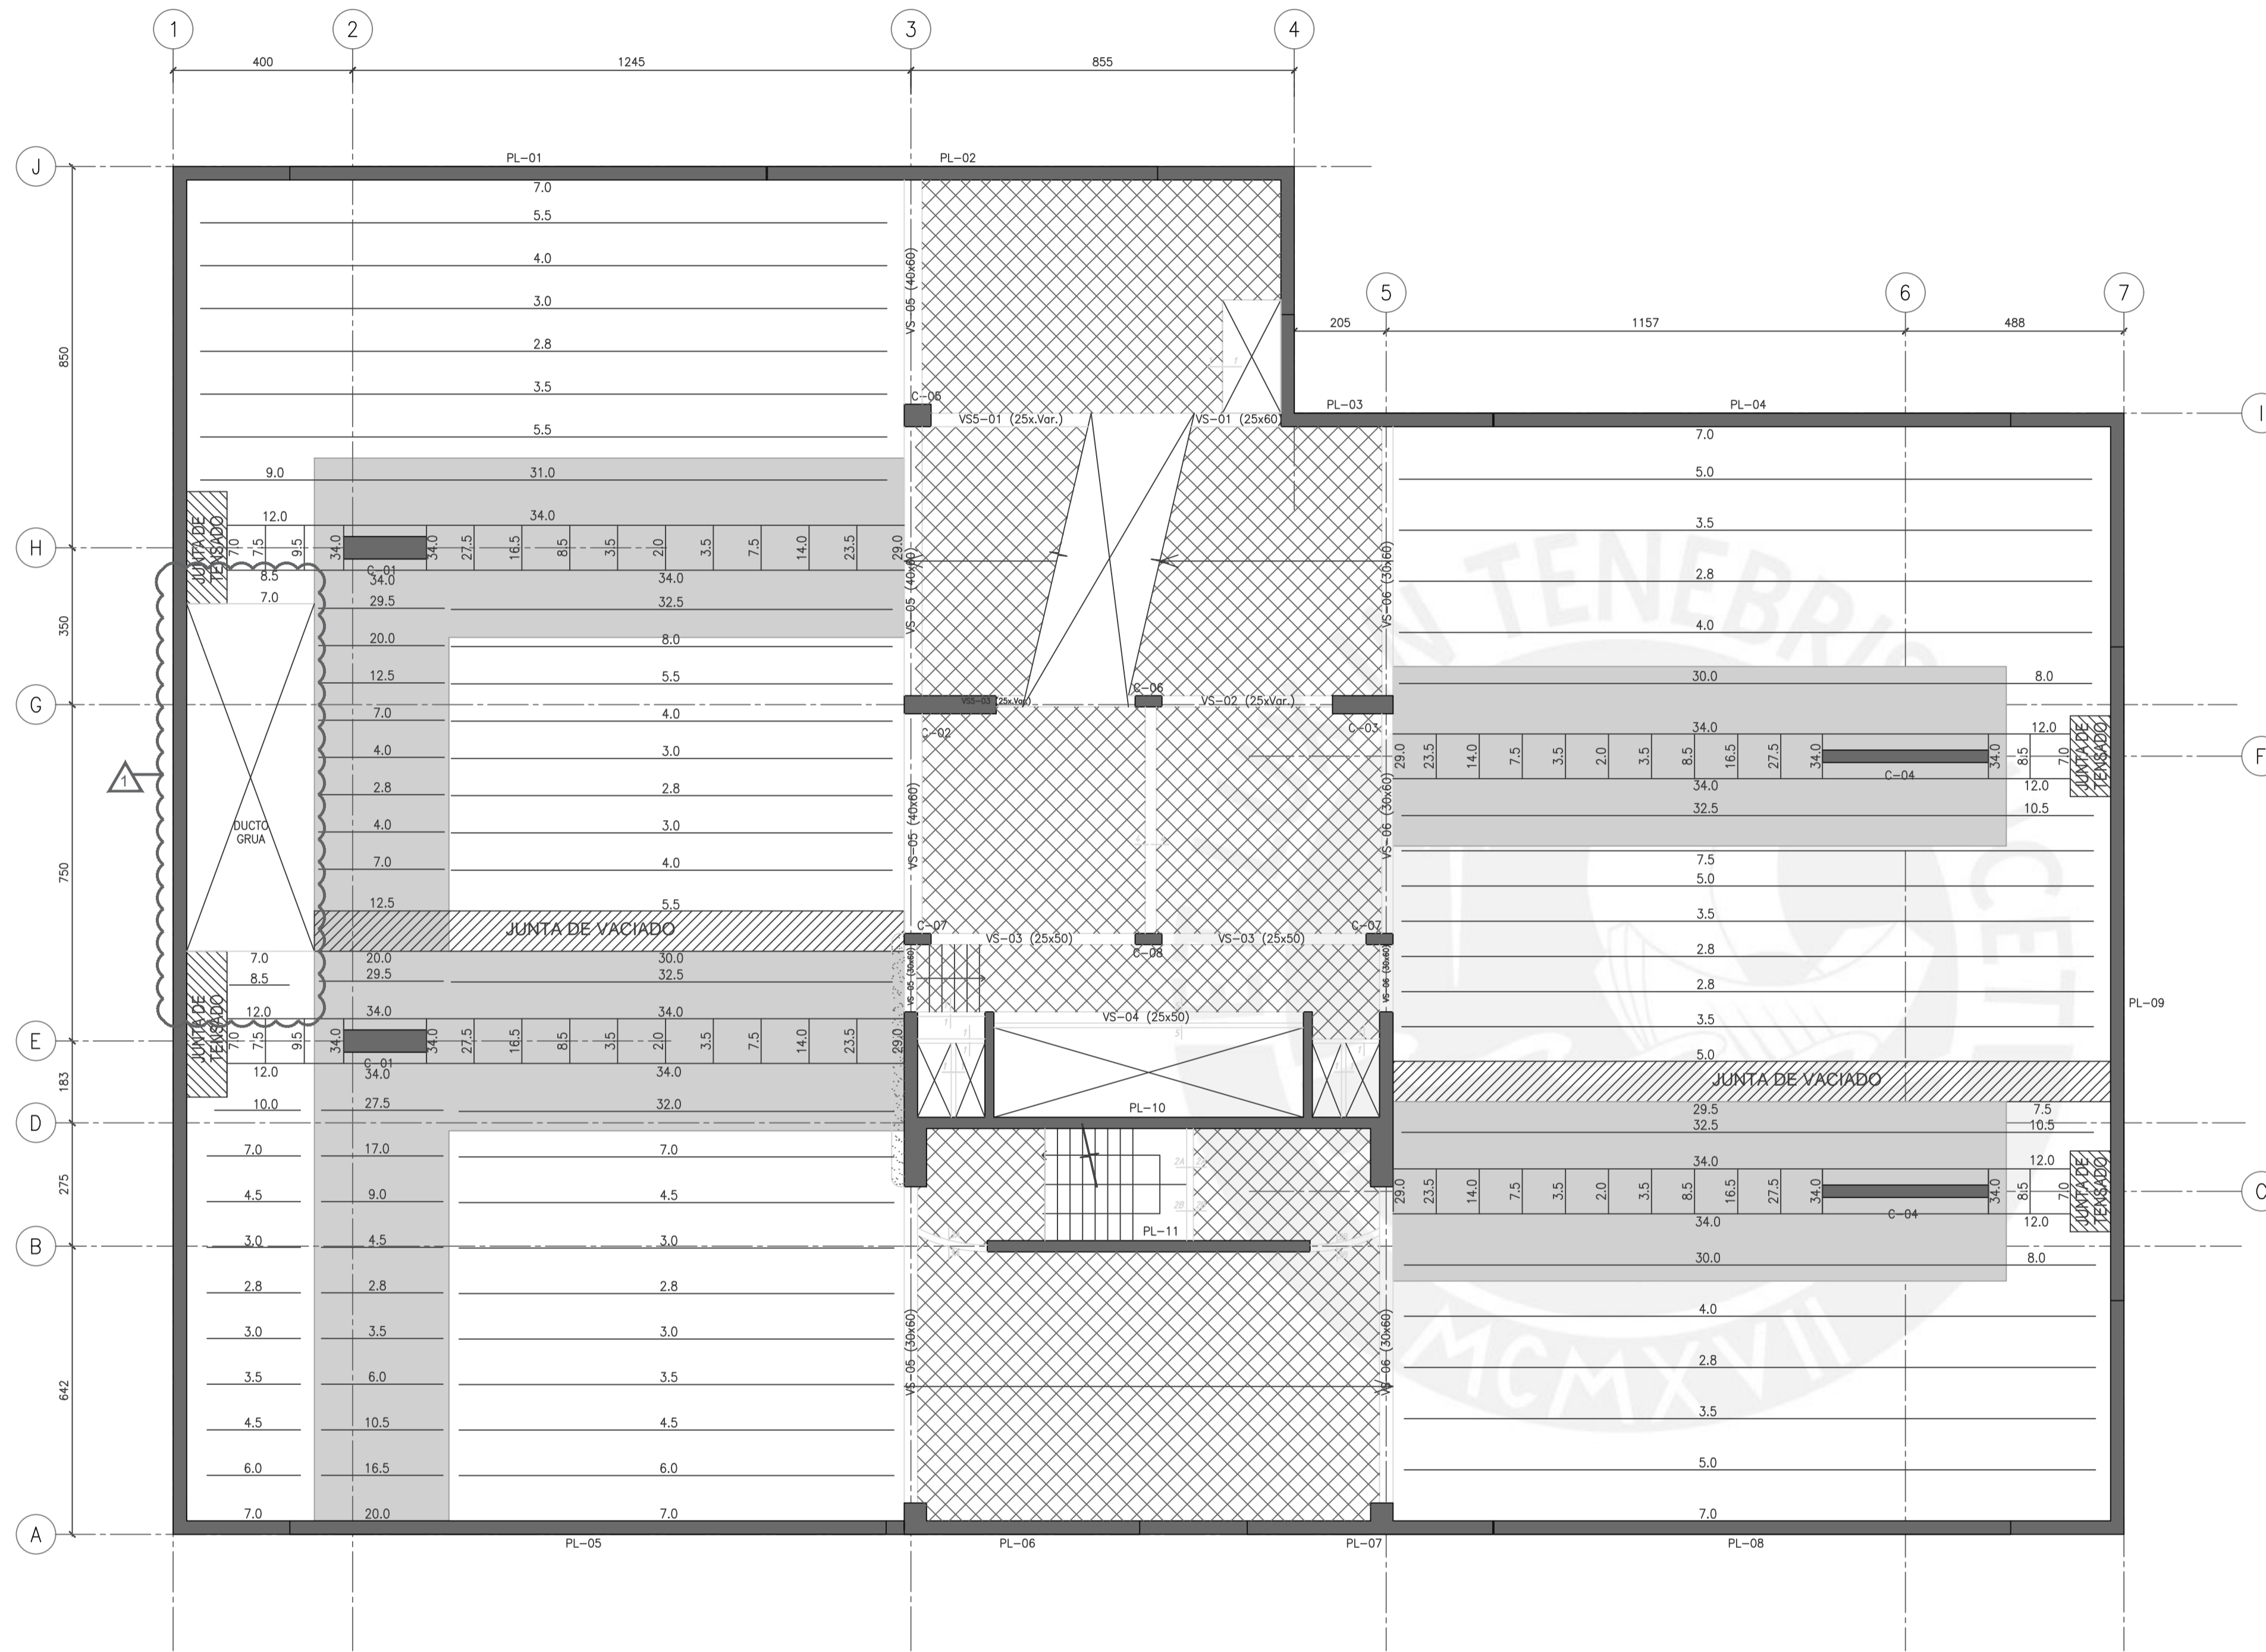 1 2 3 4
400 1245 855
J PL-01 PL-02
7.0
5.5
4.0
VS-05 (40x60)
3.0
5 6 7
205 1157 488
2.8
850
3.5
C-05
VS5-01 (25x.Var.) VS-01 (25x60) PL-03 PL-04 I
5.5 7.0
9.0 31.0 5.0
12.0 34.0 3.5
JUNTA DE
TENSADO
H 7.0 7.5 9.5 34.0 34.0 27.5 16.5 8.5 3.5 2.0 3.5 7.5 14.0 23.5 29.0
C-01
8.5 34.0 34.0 2.8
7.0 29.5 32.5
VS-05 (40x60) VS-06 (30x60)
350
20.0 8.0 4.0
12.5 5.5 30.0 8.0
C-06
G VS5-03 (25x.Var.) VS-02 (25xVar.)
7.0 4.0
C-02 C-03 34.0 12.0
4.0 3.0
29.0 23.5 14.0 7.5 3.5 2.0 3.5 8.5 16.5 27.5 34.0 34.0 8.5 7.0 F
JUNTA DE
TENSADO
C-04
1
2.8 2.8 34.0 12.0
VS-05 (40x60) VS-06 (30x60)
DUCTO
GRUA
4.0 3.0 32.5 10.5
7.0 4.0 7.5
750
5.0
12.5 5.5 3.5
JUNTA DE VACIADO
C-07 VS-03 (25x50) VS-03 (25x50) C-07
C-08
7.0 20.0 30.0 2.8
8.5 29.5 32.5 2.8
VS-05 (30x60) VS-06 (30x60)
PL-09
12.0 34.0 34.0 VS-04 (25x50) 3.5
JUNTA DE
TENSADO
E 7.0 7.5 9.5 34.0 34.0 27.5 16.5 8.5 3.5 2.0 3.5 7.5 14.0 23.5 29.0
C-01
5.0
12.0 34.0 34.0
183
JUNTA DE VACIADO
10.0 27.5 32.0 PL-10 29.5 7.5
D 32.5 10.5
7.0 17.0 7.0 34.0 12.0
2A 2A
275
4.5 9.0 4.5
29.0 23.5 14.0 7.5 3.5 2.0 3.5 8.5 16.5 27.5 34.0 34.0 8.5 7.0 C
JUNTA DE
TENSADO
C-04
2B 2B
34.0 12.0
PL-11
B 3.0 4.5 3.0
30.0 8.0
2.8 2.8 2.8
4.0
3.0 3.5 3.0
VS-05 (30x60) VS-06 (30x60)
2.8
3.5 6.0 3.5
642
3.5
4.5 10.5 4.5
5.0
6.0 16.5 6.0
7.0 20.0 7.0 7.0
A
PL-05 PL-06 PL-07 PL-08
TENEBRIS
MCMXVII